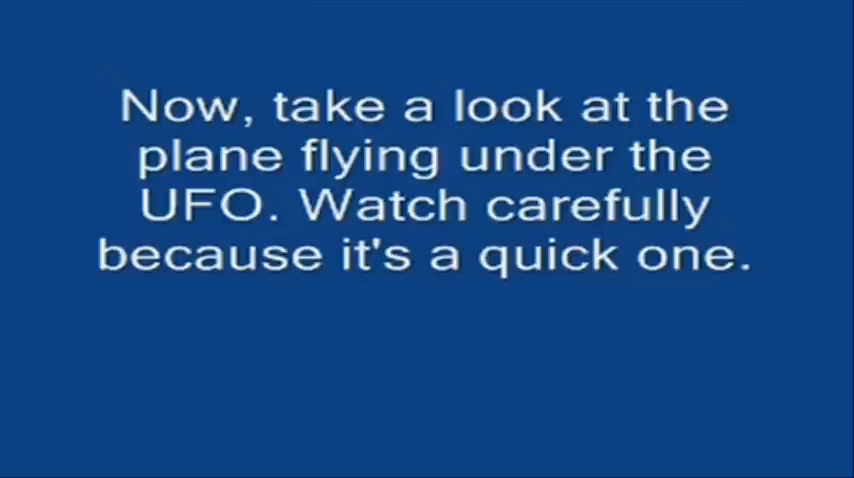 Now, take a look at the
plane flying under the
UFO. Watch carefully
because it's a quick one.